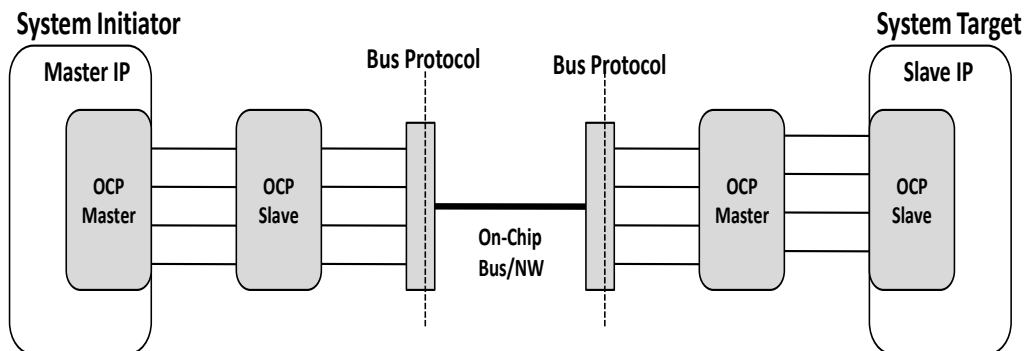 System Initiator
System Target
Master IP
Bus Protocol
Bus Protocol
Slave IP
OCP
Master
OCP
Slave
On-Chip
Bus/NW
OCP
Master
OCP
Slave